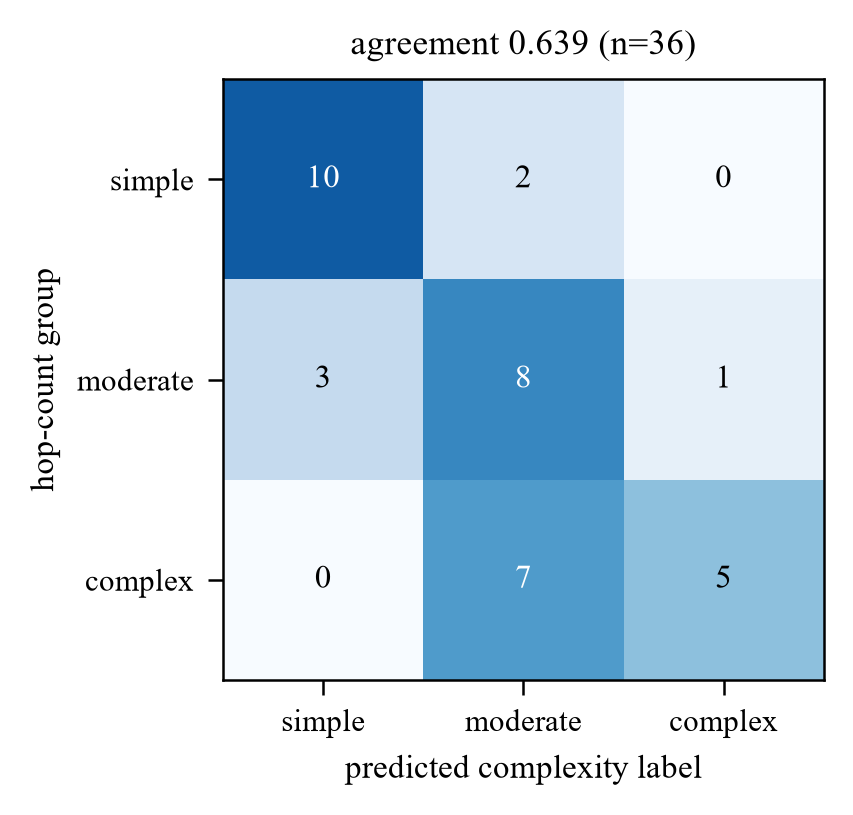 agreement 0.639 (n=36)
simple 10 2 0
moderate 3 8 1
complex 0 7 5
hop-count group
simple moderate complex
predicted complexity label